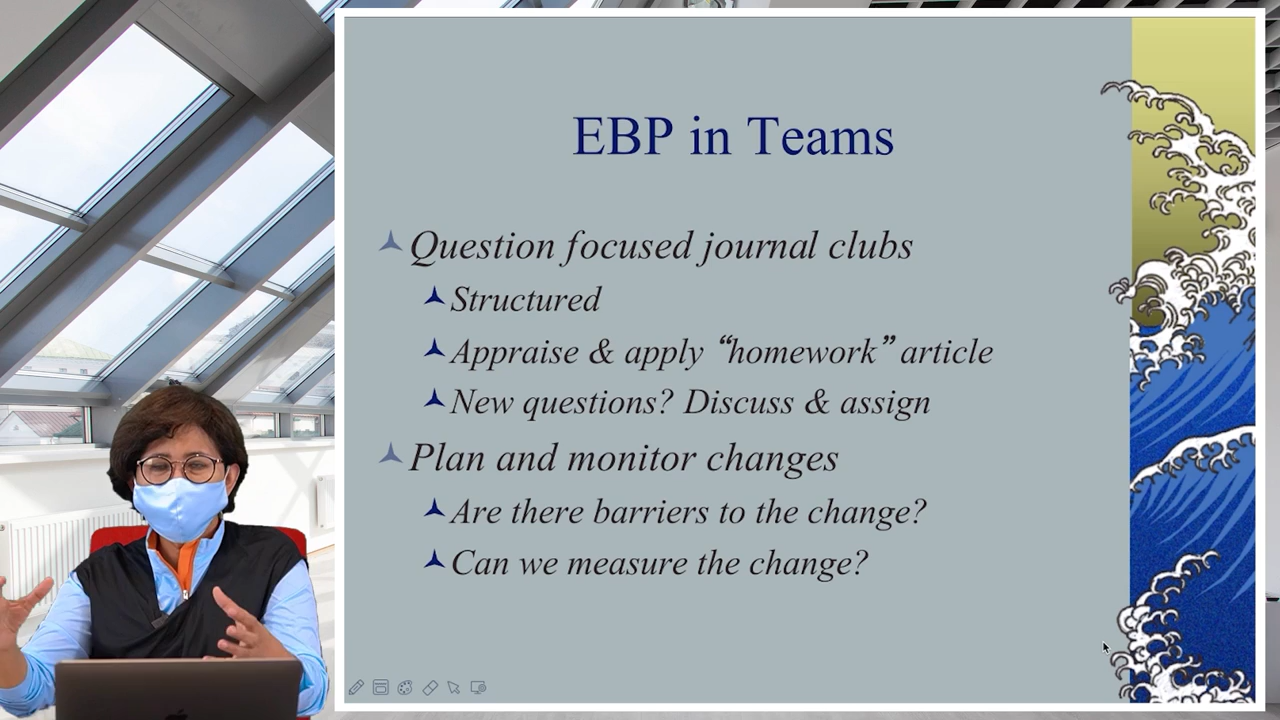 EBP in Teams
Question focused journal clubs
Structured
Appraise & apply “homework” article
New questions? Discuss & assign
Plan and monitor changes
Are there barriers to the change?
Can we measure the change?